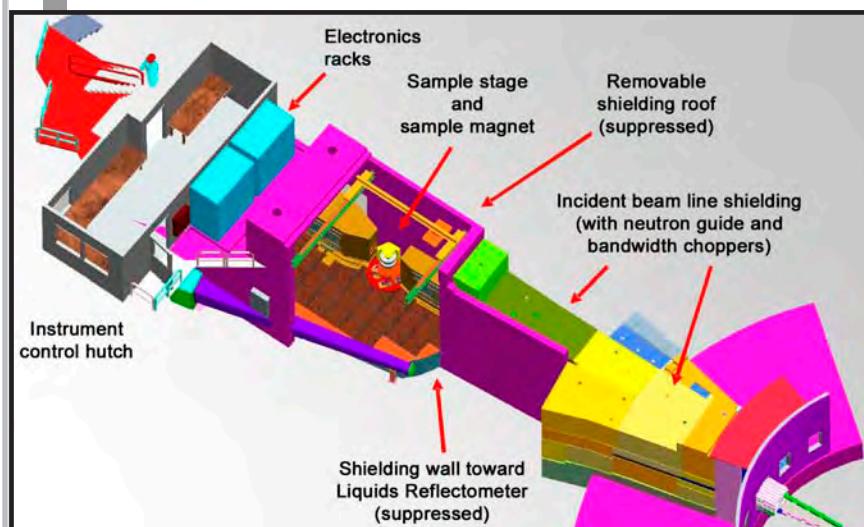 Electronics
racks
Sample stage
and
sample magnet
Removable
shielding roof
(suppressed)
Incident beam line shielding
(with neutron guide and
bandwidth choppers)
Instrument
control hutch
Shielding wall toward
Liquids Reflectometer
(suppressed)